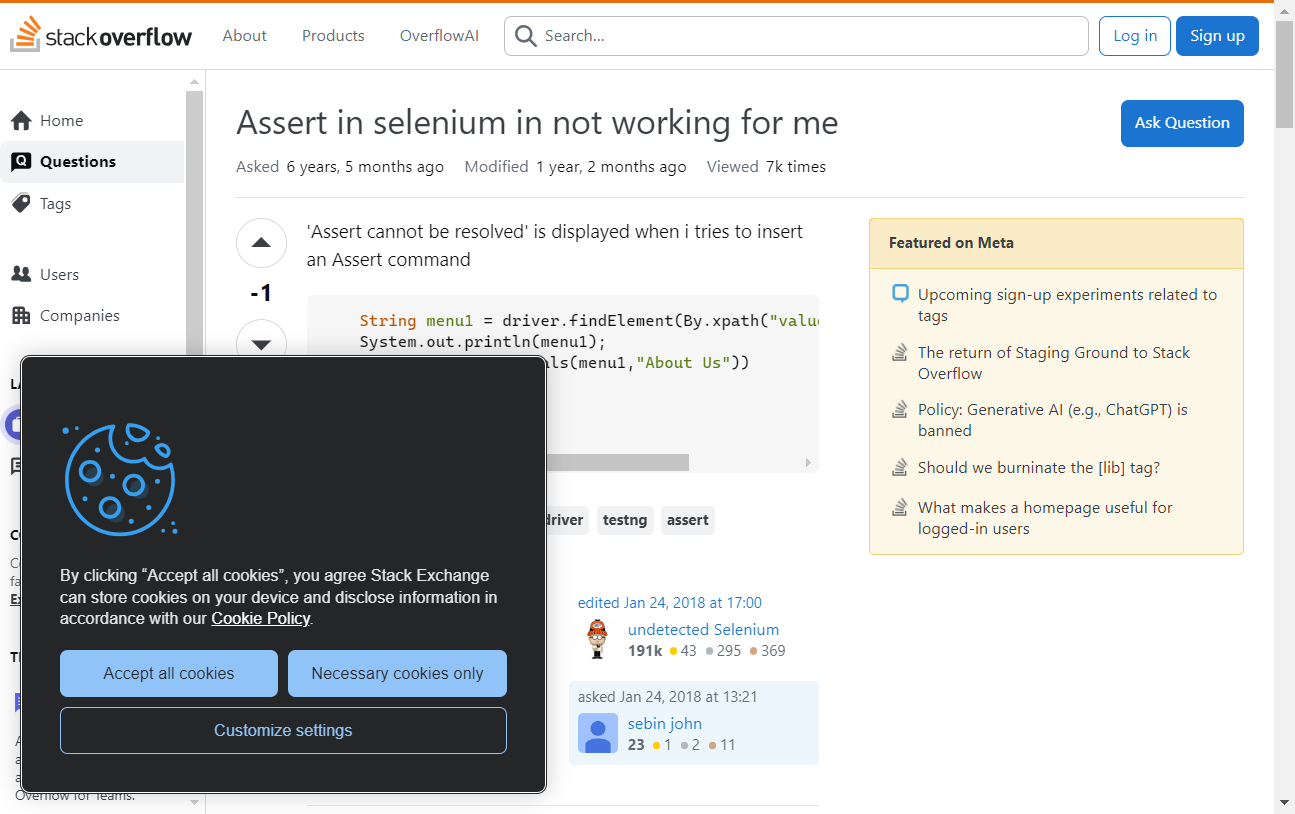 stackoverflow About Products OverflowAI Search... Log in Sign up
Home
Questions
Tags
Users
Companies
Assert in selenium in not working for me
Ask Question
Asked 6 years, 5 months ago Modified 1 year, 2 months ago Viewed 7k times
-1
'Assert cannot be resolved' is displayed when i tries to insert
an Assert command
String menu1 = driver.findElement(By.xpath("value
System.out.println(menu1);
(menu1,"About Us"))
testng assert
edited Jan 24, 2018 at 17:00
undetected Selenium
191k 43 295 369
asked Jan 24, 2018 at 13:21
sebin john
23 1 2 11
Featured on Meta
Upcoming sign-up experiments related to
tags
The return of Staging Ground to Stack
Overflow
Policy: Generative AI (e.g., ChatGPT) is
banned
Should we burninate the [lib] tag?
What makes a homepage useful for
logged-in users
By clicking “Accept all cookies”, you agree Stack Exchange
can store cookies on your device and disclose information in
accordance with our Cookie Policy.
Accept all cookies Necessary cookies only
Customize settings
Overflow for Teams.